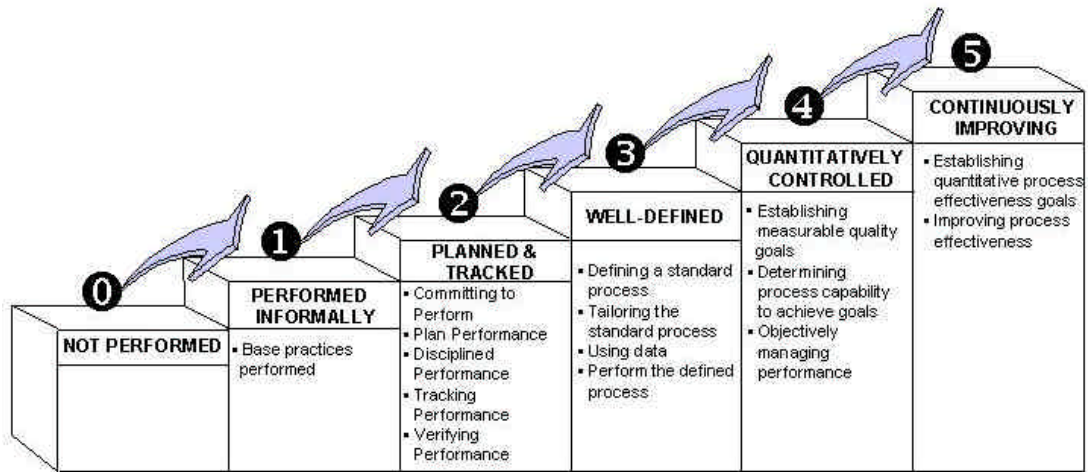 0
NOT PERFORMED
1
PERFORMED
INFORMALLY
▪ Base practices
performed
2
PLANNED &
TRACKED
▪ Committing to
Perform
▪ Plan Performance
▪ Disciplined
Performance
▪ Tracking
Performance
▪ Verifying
Performance
3
WELL-DEFINED
▪ Defining a standard
process
▪ Tailoring the
standard process
▪ Using data
▪ Perform the defined
process
4
QUANTITATIVELY
CONTROLLED
▪ Establishing
measurable quality
goals
▪ Determining
process capability
to achieve goals
▪ Objectively
managing
performance
5
CONTINUOUSLY
IMPROVING
▪ Establishing
quantitative process
effectiveness goals
▪ Improving process
effectiveness